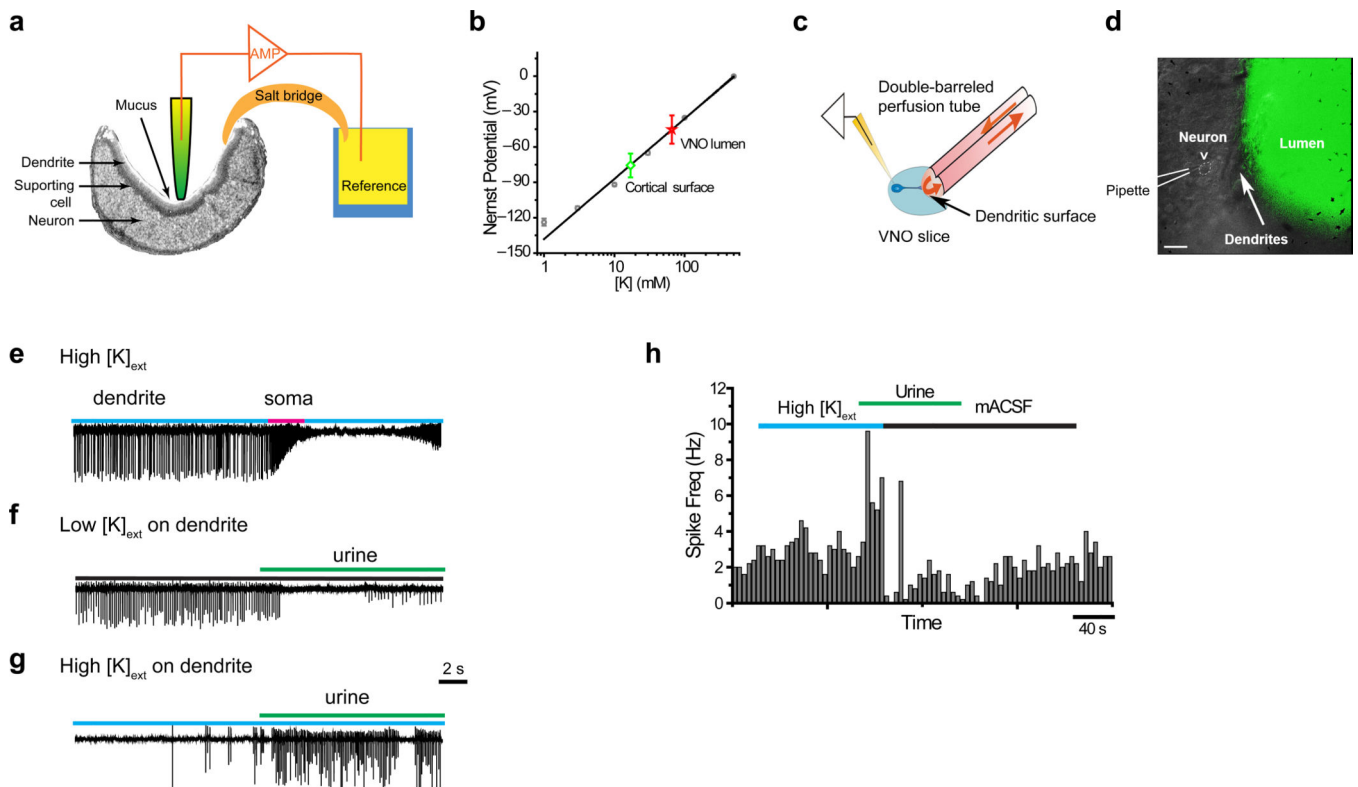 a
AMP
Mucus
Salt bridge
Dendrite
Suporting
cell
Neuron
Reference
b
Nernst Potential (mV)
0
−30
−60
−90
−120
−150
VNO lumen
Cortical surface
1
10
100
[K] (mM)
c
Double-barreled
perfusion tube
Dendritic surface
VNO slice
d
Neuron
Lumen
Pipette
Dendrites
e
High [K]ext
dendrite
soma
f
Low [K]ext on dendrite
urine
g
High [K]ext on dendrite
2 s
urine
h
Spike Freq (Hz)
12
10
8
6
4
2
0
Urine
High [K]ext
mACSF
Time
40 s